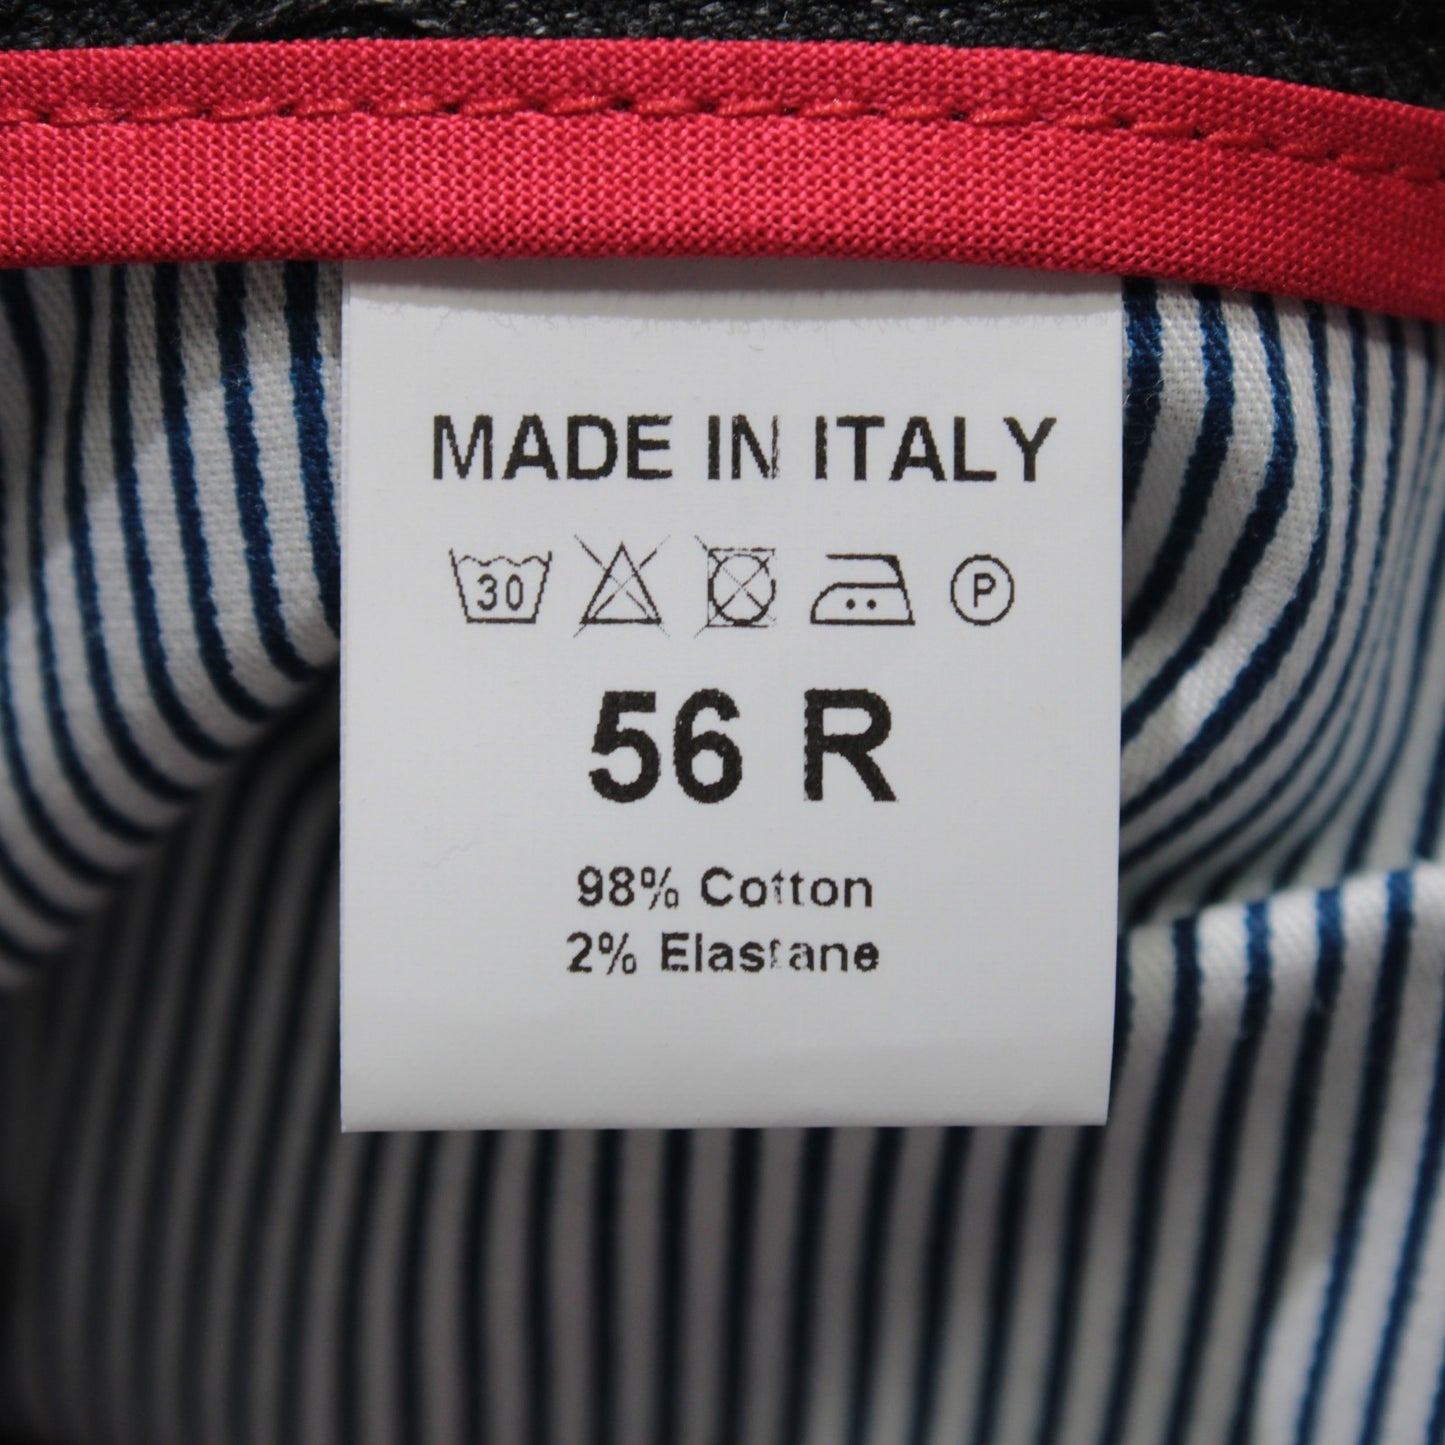 MADE IN ITALY
30 P
56 R
98% Cotton
2% Elastane